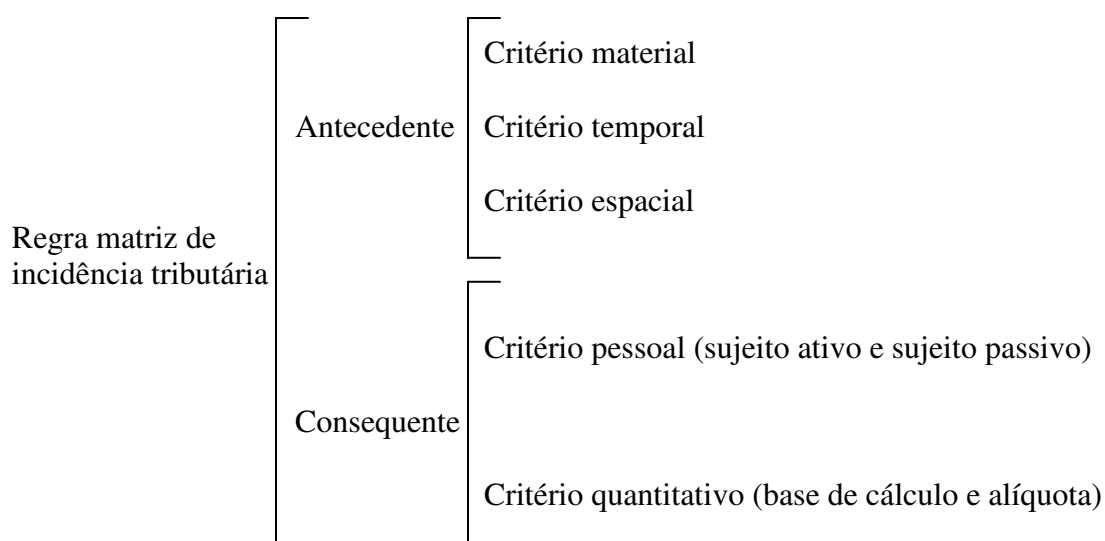 Regra matriz de
incidência tributária
Antecedente
Critério material
Critério temporal
Critério espacial
Consequente
Critério pessoal (sujeito ativo e sujeito passivo)
Critério quantitativo (base de cálculo e alíquota)